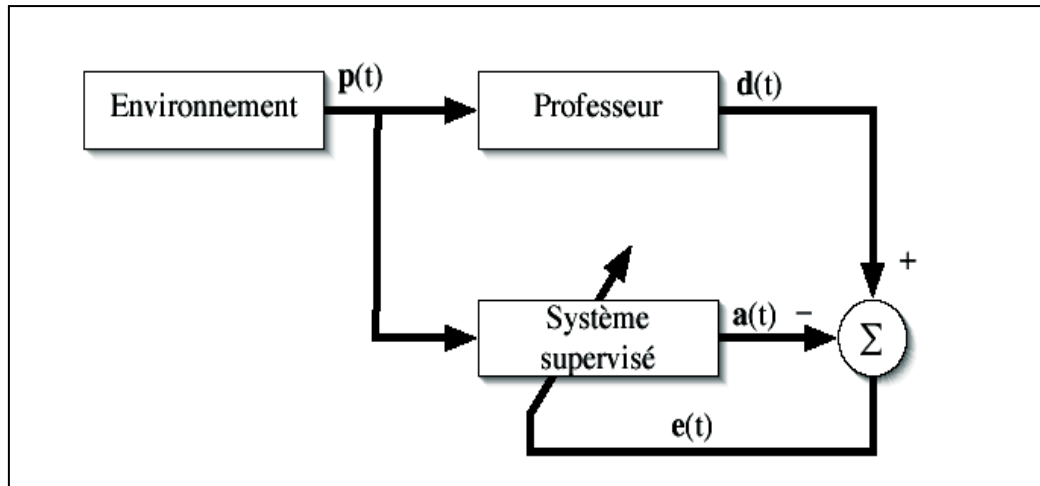 Environnement
p(t)
Professeur
d(t)
+
Système
supervisé
a(t)
−
Σ
e(t)